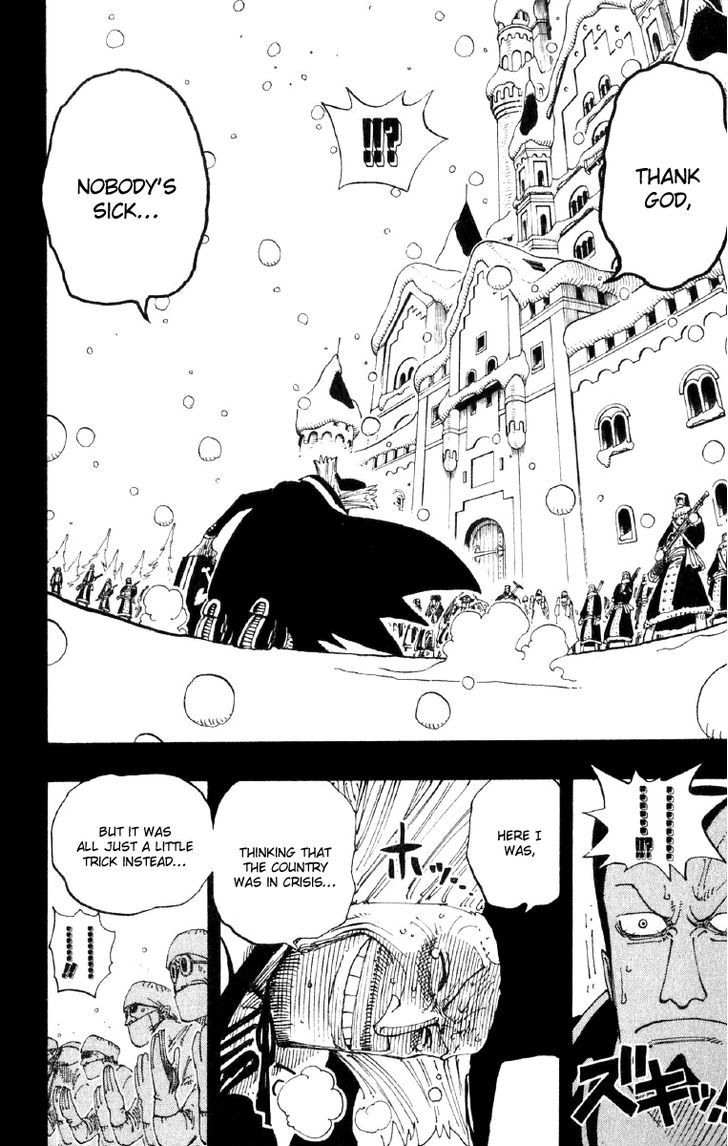 THANK
GOD,
!!!?
NOBODY'S
SICK...
......!!?
ズキッ...
HERE I
WAS,
ホッ...
THINKING THAT
THE COUNTRY
WAS IN CRISIS...
BUT IT WAS
ALL JUST A LITTLE
TRICK INSTEAD...